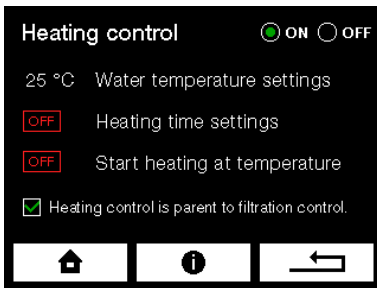 Heating control ON OFF
25 °C Water temperature settings
OFF Heating time settings
OFF Start heating at temperature
Heating control is parent to filtration control.